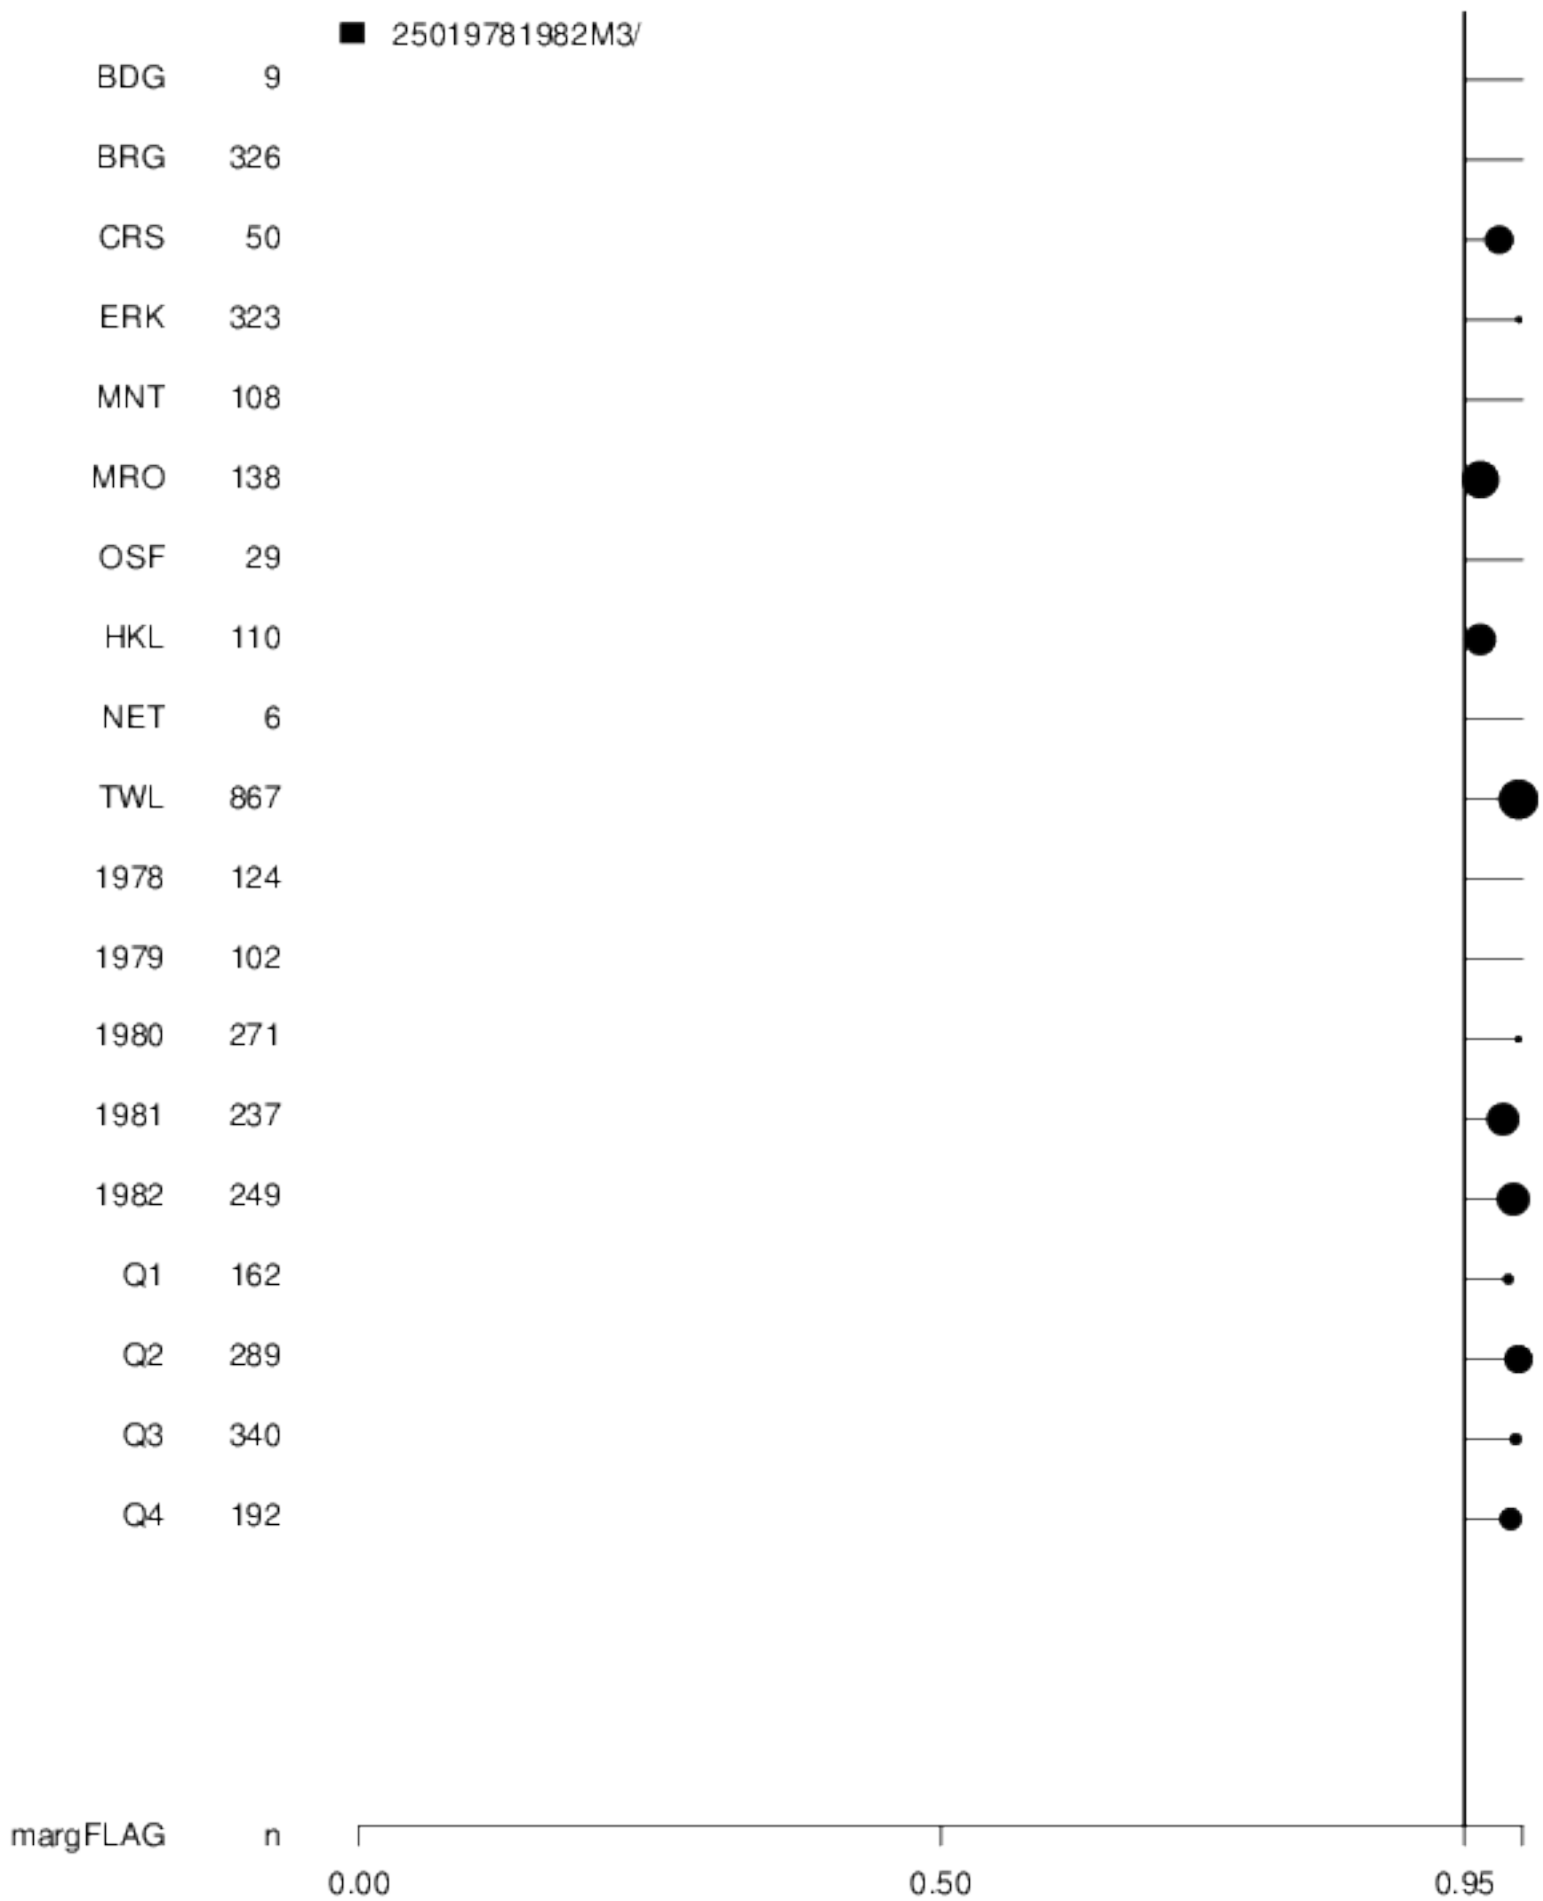 25019781982M3/
BDG 9
BRG 326
CRS 50
ERK 323
MNT 108
MRO 138
OSF 29
HKL 110
NET 6
TWL 867
1978 124
1979 102
1980 271
1981 237
1982 249
Q1 162
Q2 289
Q3 340
Q4 192
margFLAG n
0.00 0.50 0.95